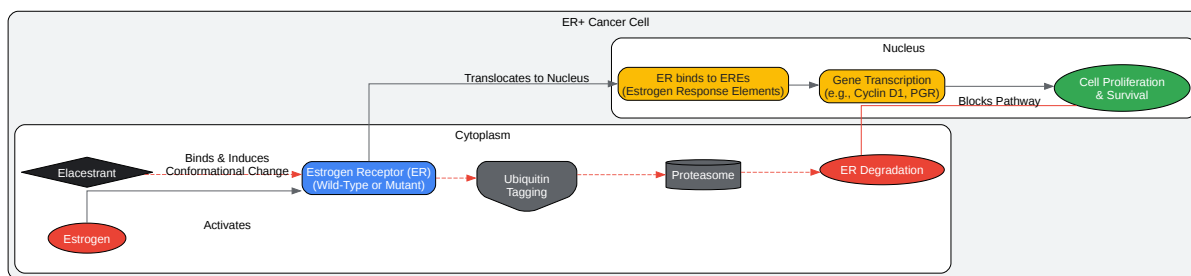 ER+ Cancer Cell
Nucleus
Translocates to Nucleus
ER binds to EREs
(Estrogen Response Elements)
Gene Transcription
(e.g., Cyclin D1, PGR)
Cell Proliferation
& Survival
Blocks Pathway
Cytoplasm
Elacestrant
Binds & Induces
Conformational Change
Estrogen Receptor (ER)
(Wild-Type or Mutant)
Ubiquitin
Tagging
Proteasome
ER Degradation
Estrogen
Activates